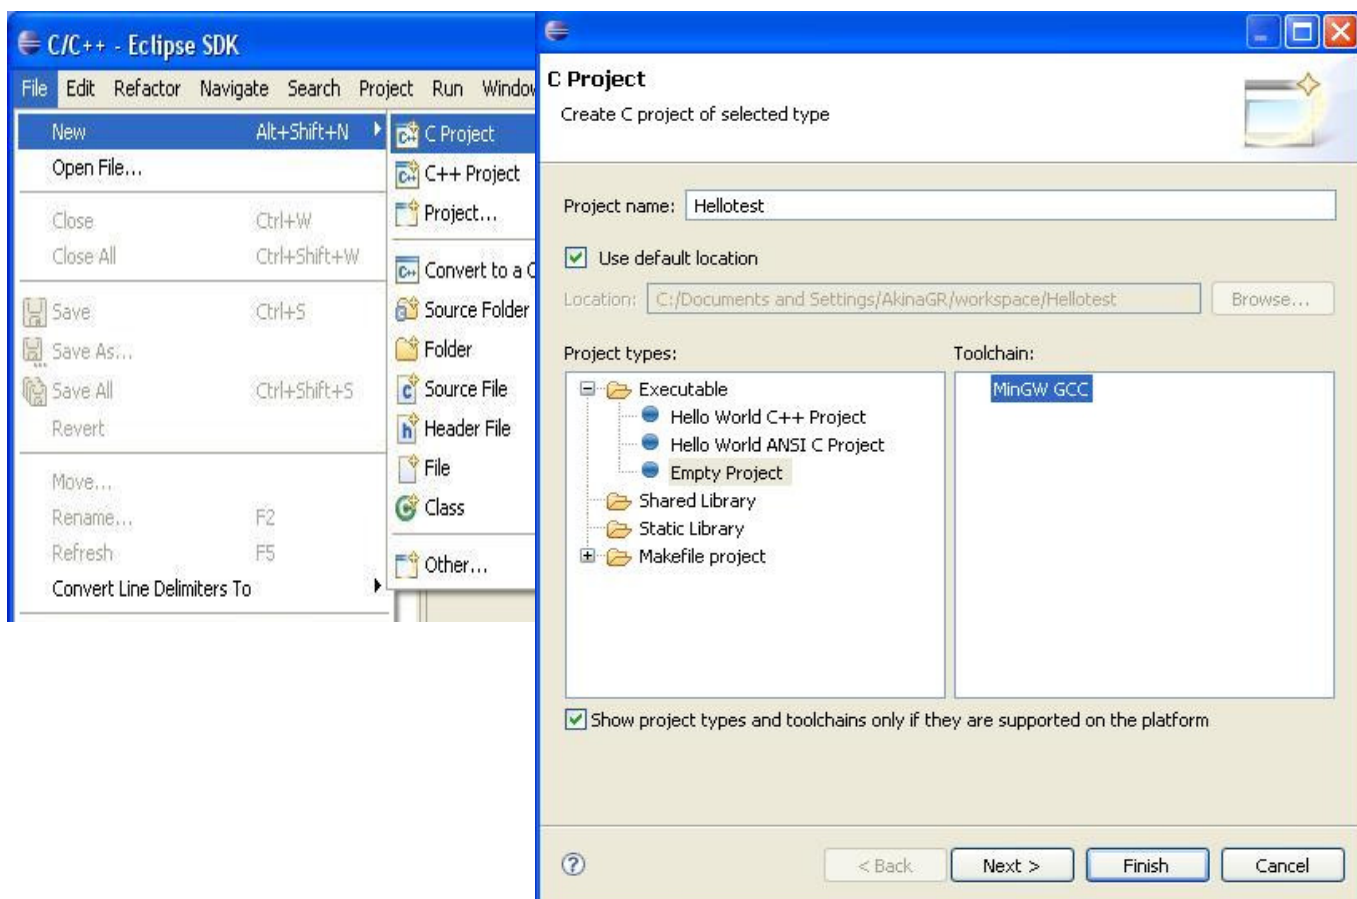 C/C++ - Eclipse SDK
File Edit Refactor Navigate Search Project Run Window
New Alt+Shift+N
Open File...
Close Ctrl+W
Close All Ctrl+Shift+W
Save Ctrl+S
Save As...
Save All Ctrl+Shift+S
Revert
Move...
Rename... F2
Refresh F5
Convert Line Delimiters To
C Project
C++ Project
Project...
Convert to a C
Source Folder
Folder
Source File
Header File
File
Class
Other...
C Project
Create C project of selected type
Project name: Hellotest
Use default location
Location: C:/Documents and Settings/AkinaGR/workspace/Hellotest Browse...
Project types:
Executable
Hello World C++ Project
Hello World ANSI C Project
Empty Project
Shared Library
Static Library
Makefile project
Toolchain:
MinGW GCC
Show project types and toolchains only if they are supported on the platform
< Back Next > Finish Cancel